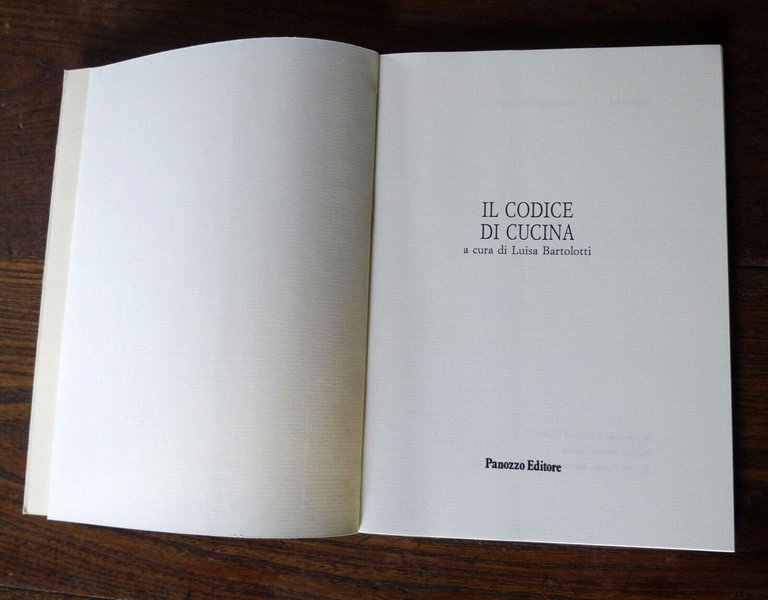 IL CODICE
DI CUCINA
a cura di Luisa Bartolotti
Panozzo Editore